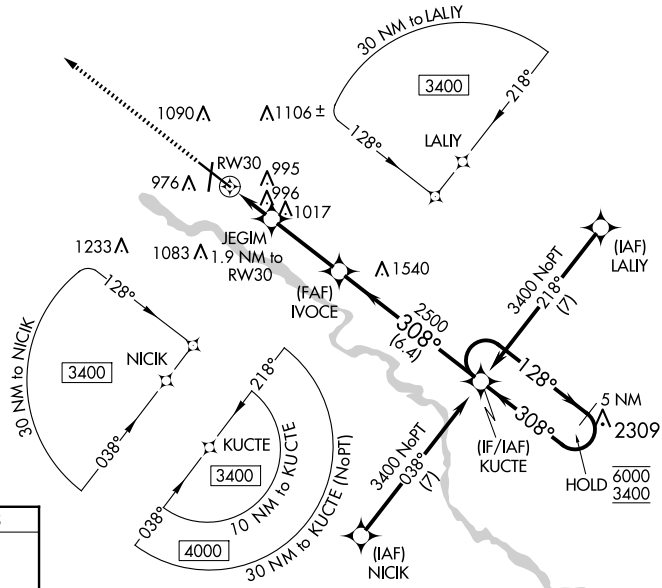 30 NM to LALIY
3400
218°
128°
LALIY
1090
1106 ±
RW30
995
976
996
1017
JEGIM
1.9 NM to
RW30
1233
1083
(FAF)
IVOCE
1540
(IAF)
LALIY
3400 NoPT
218°
(7)
2500
308°
(6.4)
128°
308°
5 NM
2309
HOLD
6000
3400
(IF/IAF)
KUCTE
3400 NoPT
038°
(7)
(IAF)
NICIK
30 NM to NICIK
128°
3400
NICIK
038°
218°
KUCTE
3400
038°
10 NM to KUCTE
4000
30 NM to KUCTE (NoPT)